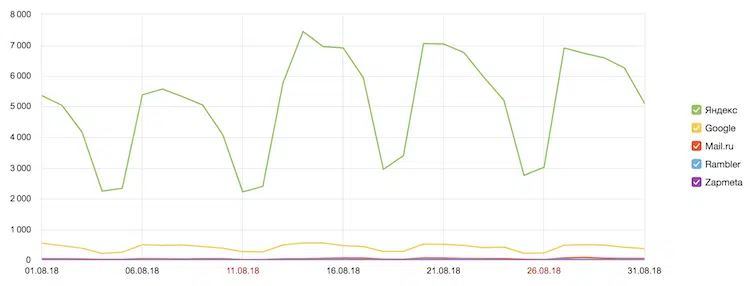 8 000
7 000
6 000
5 000
4 000
3 000
2 000
1 000
0
01.08.18 06.08.18 11.08.18 16.08.18 21.08.18 26.08.18 31.08.18
Яндекс
Google
Mail.ru
Rambler
Zapmeta